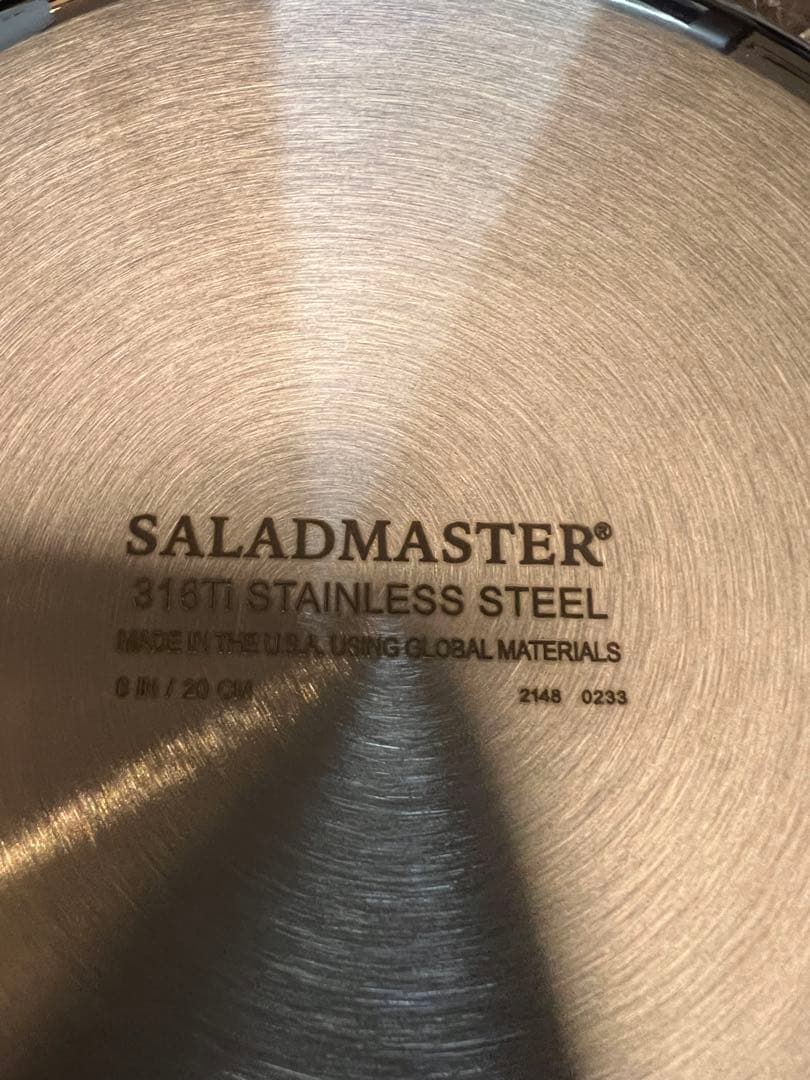 SALADMASTER®
316Ti STAINLESS STEEL
MADE IN THE U.S.A. USING GLOBAL MATERIALS
8 IN / 20 CM 2148 0233